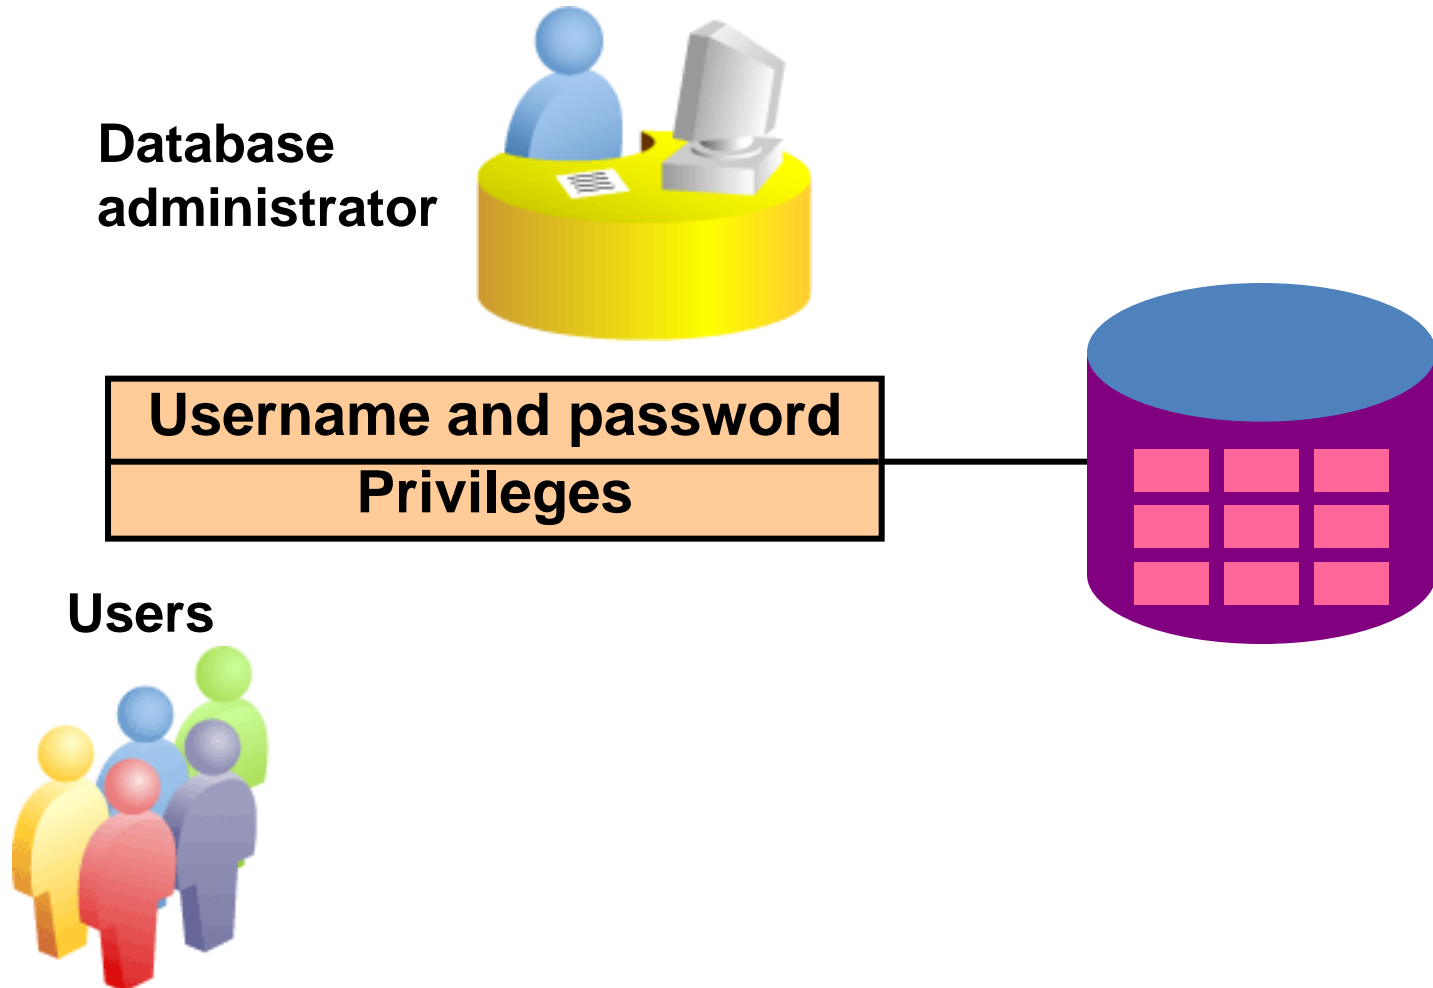 Database
administrator
Username and password
Privileges
Users